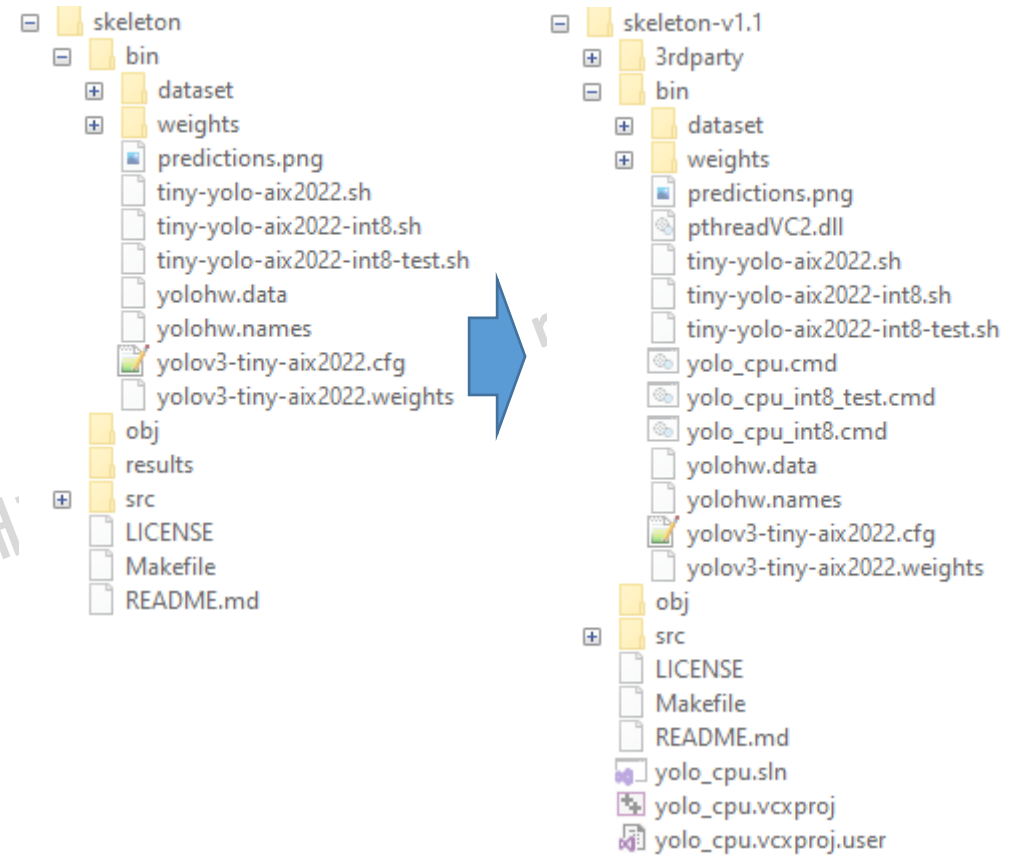 skeleton
bin
dataset
weights
predictions.png
tiny-yolo-aix2022.sh
tiny-yolo-aix2022-int8.sh
tiny-yolo-aix2022-int8-test.sh
yolohw.data
yolohw.names
yolov3-tiny-aix2022.cfg
yolov3-tiny-aix2022.weights
obj
results
src
LICENSE
Makefile
README.md
skeleton-v1.1
3rdparty
bin
dataset
weights
predictions.png
pthreadVC2.dll
tiny-yolo-aix2022.sh
tiny-yolo-aix2022-int8.sh
tiny-yolo-aix2022-int8-test.sh
yolo_cpu.cmd
yolo_cpu_int8_test.cmd
yolo_cpu_int8.cmd
yolohw.data
yolohw.names
yolov3-tiny-aix2022.cfg
yolov3-tiny-aix2022.weights
obj
src
LICENSE
Makefile
README.md
yolo_cpu.sln
yolo_cpu.vcxproj
yolo_cpu.vcxproj.user